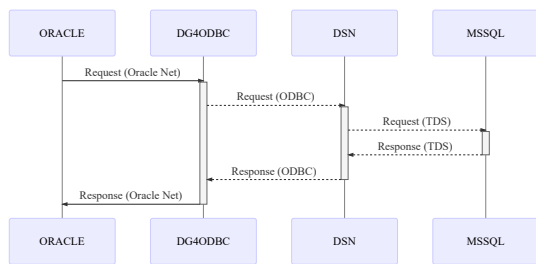 ORACLE DG4ODBC DSN MSSQL
Request (Oracle Net)
Request (ODBC)
Request (TDS)
Response (TDS)
Response (ODBC)
Response (Oracle Net)
ORACLE DG4ODBC DSN MSSQL